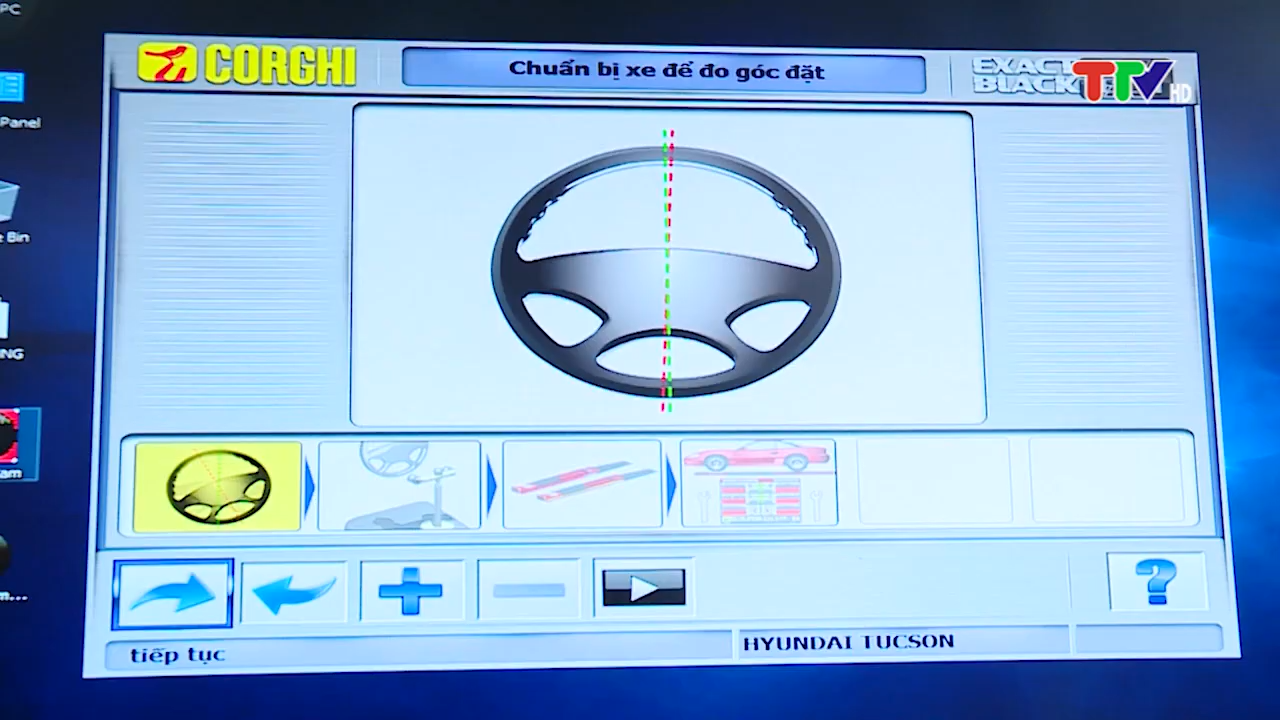 PC
CORGHI
Chuẩn bị xe để đo góc đặt
EXACT
BLACK
TTV
HD
Panel
Bin
NG
am
tiếp tục
HYUNDAI TUCSON